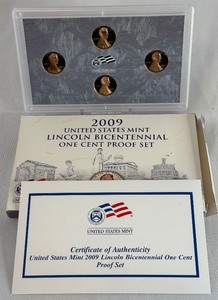 2009
UNITED STATES MINT
LINCOLN BICENTENNIAL
ONE CENT PROOF SET
UNITED STATES MINT
Certificate of Authenticity
United States Mint 2009 Lincoln Bicentennial One Cent
Proof Set